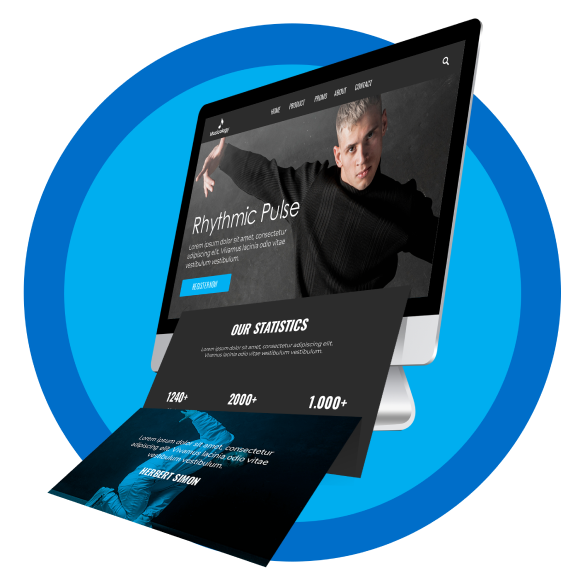 Musicology
HOME PRODUCT PROMO ABOUT CONTACT
Rhythmic Pulse
Lorem ipsum dolor sit amet, consectetur
adipiscing elit. Vivamus lacinia odio vitae
vestibulum vestibulum.
REGISTER NOW
OUR STATISTICS
Lorem ipsum dolor sit amet, consectetur adipiscing elit.
Vivamus lacinia odio vitae vestibulum vestibulum.
1240+ 2000+ 1.000+
Lorem ipsum dolor sit amet, consectetur
adipiscing elit. Vivamus lacinia odio vitae
vestibulum vestibulum.
HERBERT SIMON